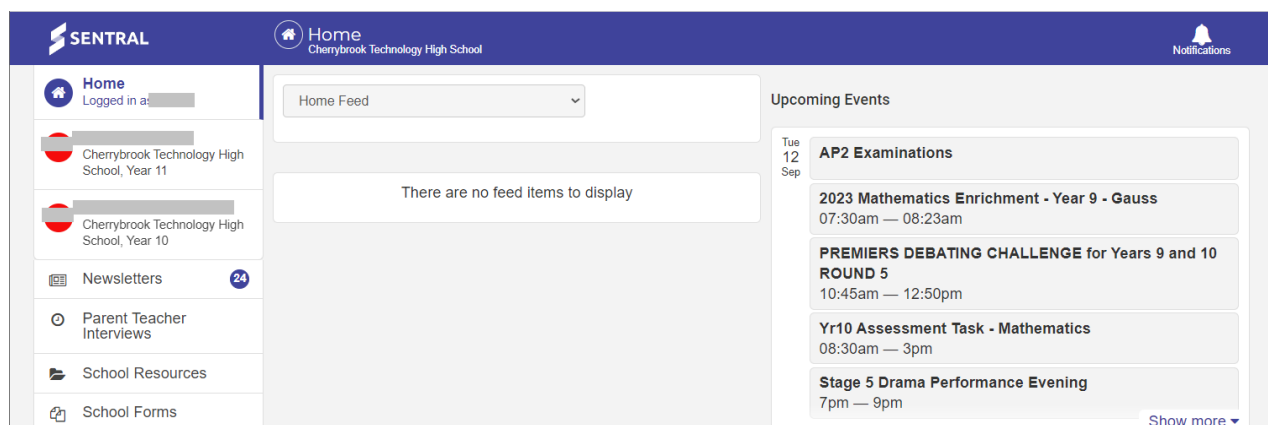 SENTRAL
Home
Cherrybrook Technology High School
Notifications
Home
Logged in as
Cherrybrook Technology High
School, Year 11
Cherrybrook Technology High
School, Year 10
Newsletters
24
Parent Teacher
Interviews
School Resources
School Forms
Home Feed
There are no feed items to display
Upcoming Events
Tue
12
Sep
AP2 Examinations
2023 Mathematics Enrichment - Year 9 - Gauss
07:30am — 08:23am
PREMIERS DEBATING CHALLENGE for Years 9 and 10
ROUND 5
10:45am — 12:50pm
Yr10 Assessment Task - Mathematics
08:30am — 3pm
Stage 5 Drama Performance Evening
7pm — 9pm
Show more